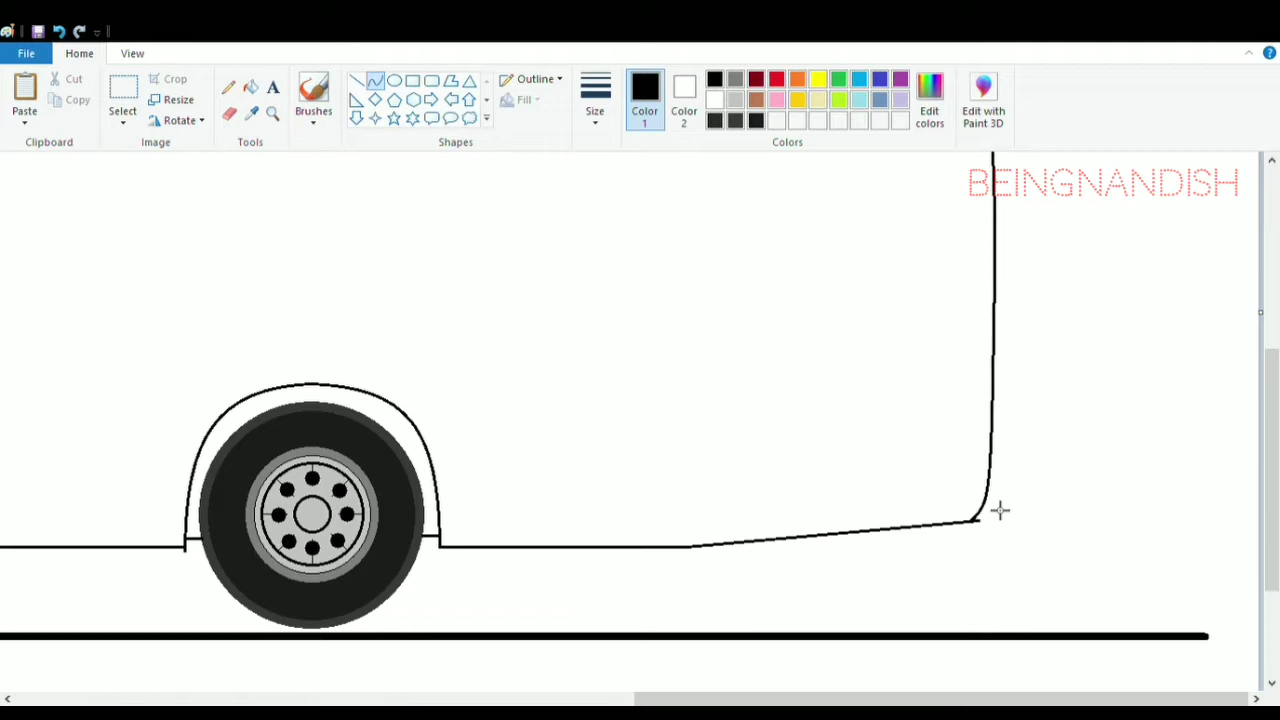 File Home View
Paste Cut Copy Clipboard
Select Crop Resize Rotate Image
Tools
Brushes
Shapes
Outline Fill
Size
Color 1
Color 2
Colors
Edit colors
Edit with Paint 3D
BEINGNANDISH